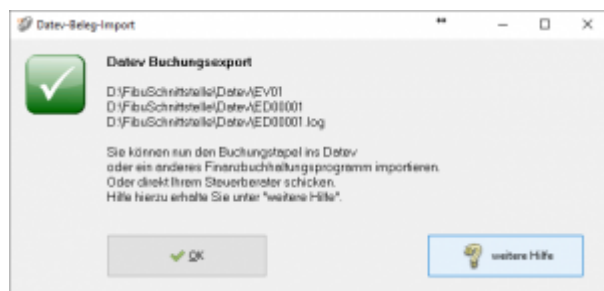 Datev-Beleg-Import
Datev Buchungsexport
D:\FibuSchnittstelle\Datev\EV01
D:\FibuSchnittstelle\Datev\ED00001
D:\FibuSchnittstelle\Datev\ED00001.log
Sie können nun den Buchungstapel ins Datev
oder ein anderes Finanzbuchhaltungsprogramm importieren.
Oder direkt Ihrem Steuerberater schicken.
Hilfe hierzu erhalte Sie unter "weitere Hilfe".
OK
weitere Hilfe